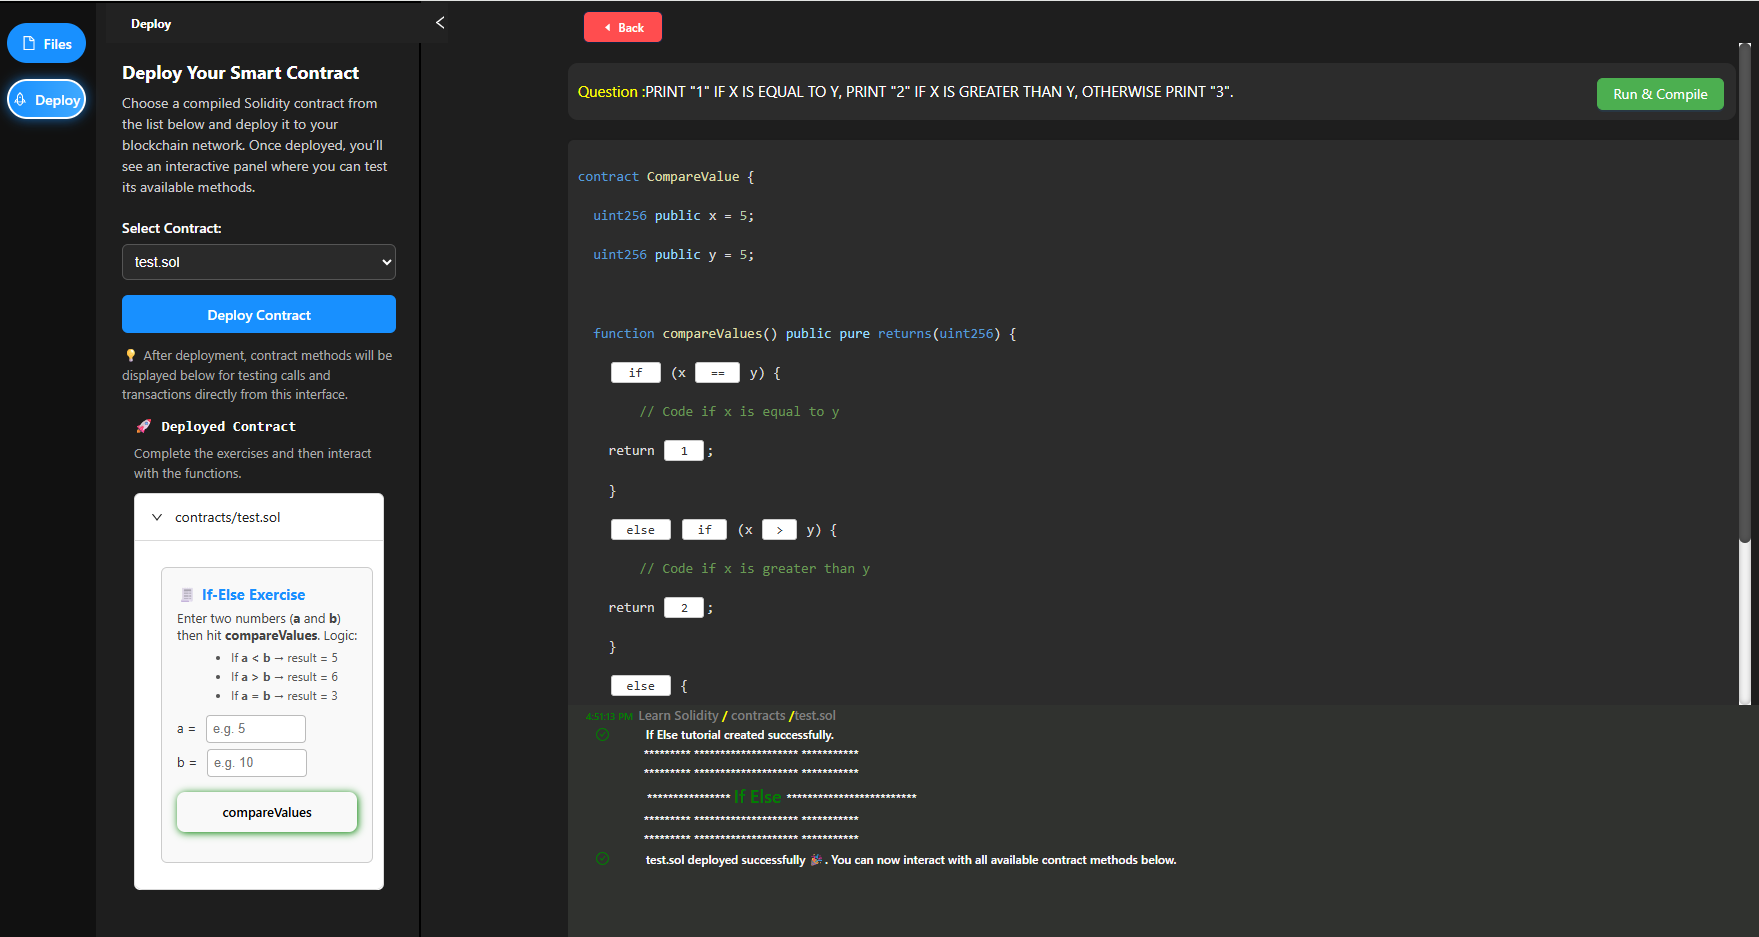 Files
Deploy
Deploy
Deploy Your Smart Contract
Choose a compiled Solidity contract from
the list below and deploy it to your
blockchain network. Once deployed, you'll
see an interactive panel where you can test
its available methods.
Select Contract:
test.sol
Deploy Contract
💡 After deployment, contract methods will be
displayed below for testing calls and
transactions directly from this interface.
🚀 Deployed Contract
Complete the exercises and then interact
with the functions.
contracts/test.sol
If-Else Exercise
Enter two numbers (a and b)
then hit compareValues. Logic:
• If a < b → result = 5
• If a > b → result = 6
• If a = b → result = 3
a = e.g. 5
b = e.g. 10
compareValues
Back
Question :PRINT "1" IF X IS EQUAL TO Y, PRINT "2" IF X IS GREATER THAN Y, OTHERWISE PRINT "3".
Run & Compile
contract CompareValue {
uint256 public x = 5;
uint256 public y = 5;
function compareValues() public pure returns(uint256) {
if (x == y) {
// Code if x is equal to y
return 1 ;
}
else if (x > y) {
// Code if x is greater than y
return 2 ;
}
else {
4:51:13 PM Learn Solidity / contracts /test.sol
If Else tutorial created successfully.
********* ******************** ***********
********* ******************** ***********
**************** If Else *************************
********* ******************** ***********
********* ******************** ***********
test.sol deployed successfully 🎉. You can now interact with all available contract methods below.